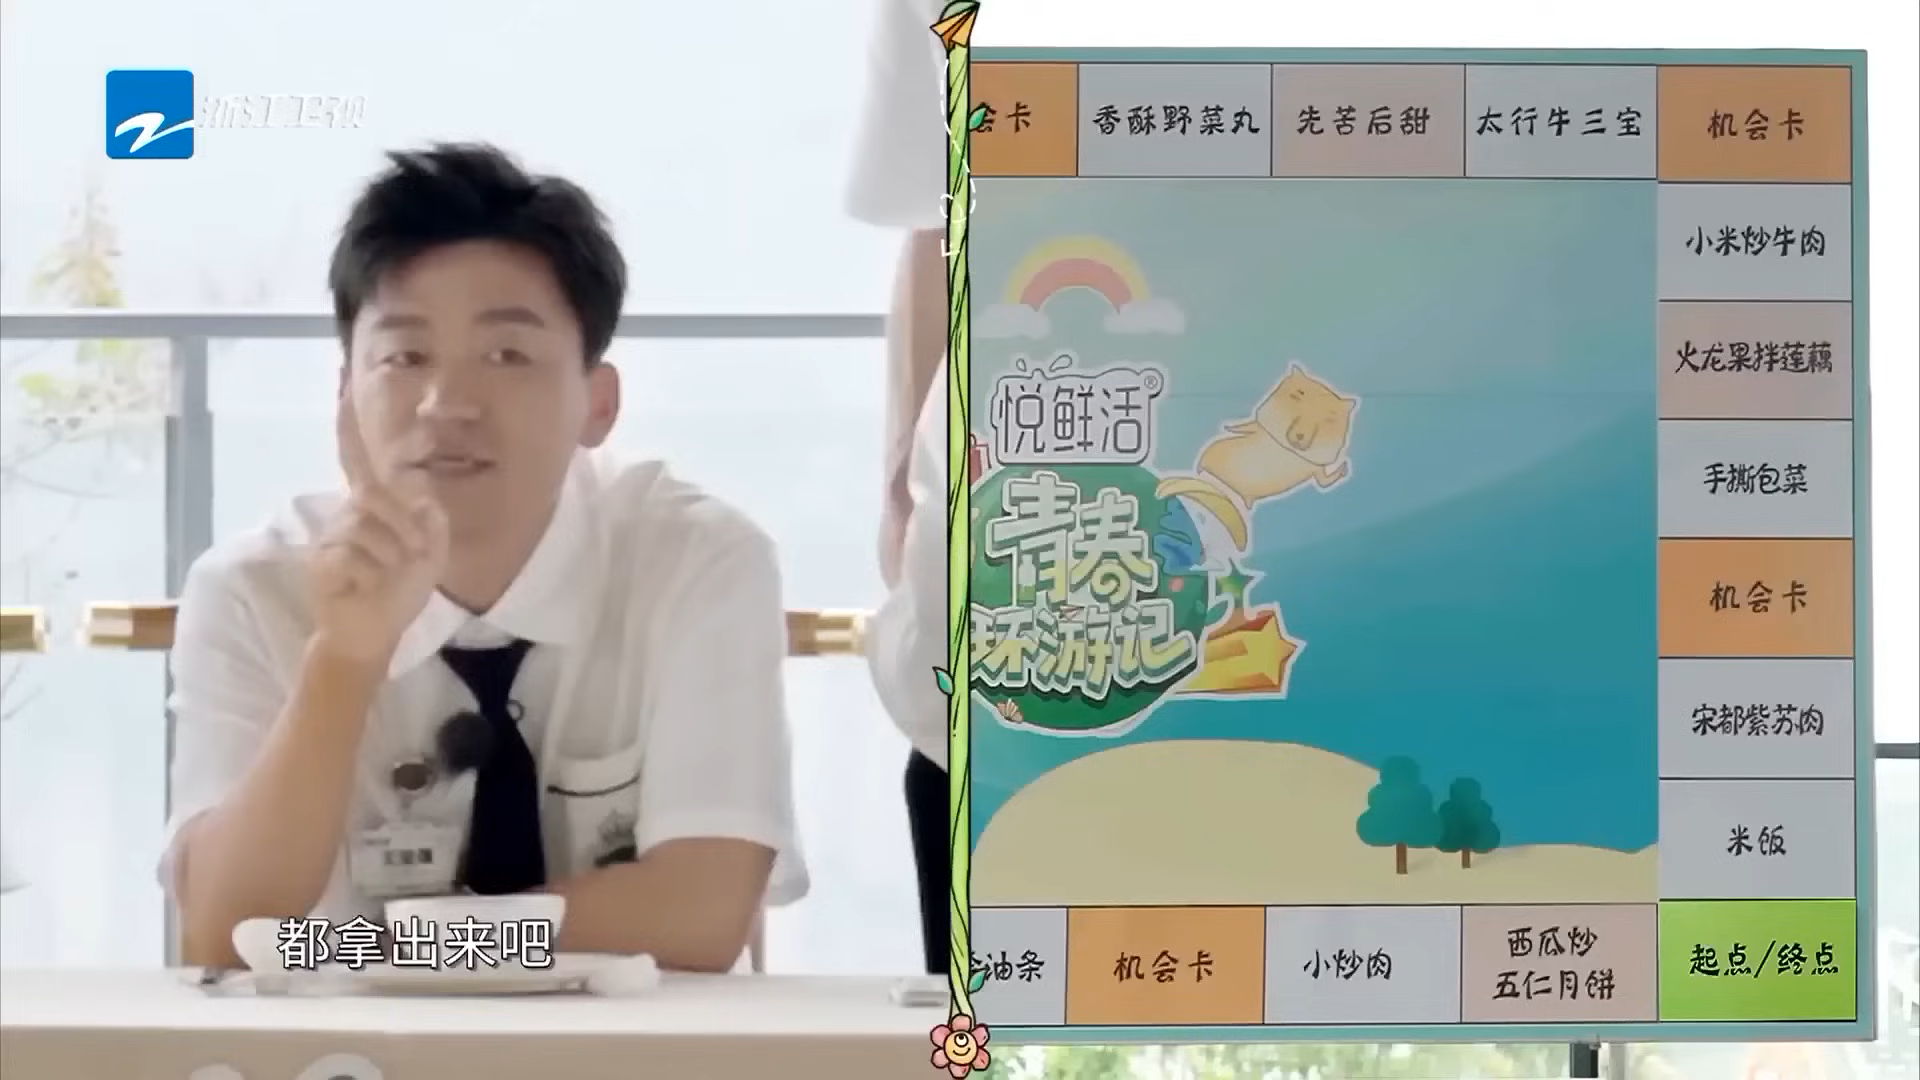 浙江卫视
会卡
香酥野菜丸
先苦后甜
太行牛三宝
机会卡
小米炒牛肉
火龙果拌莲藕
手撕包菜
机会卡
宋都紫苏肉
米饭
起点/终点
西瓜炒
五仁月饼
小炒肉
机会卡
油条
悦鲜活®
青春
环游记
都拿出来吧